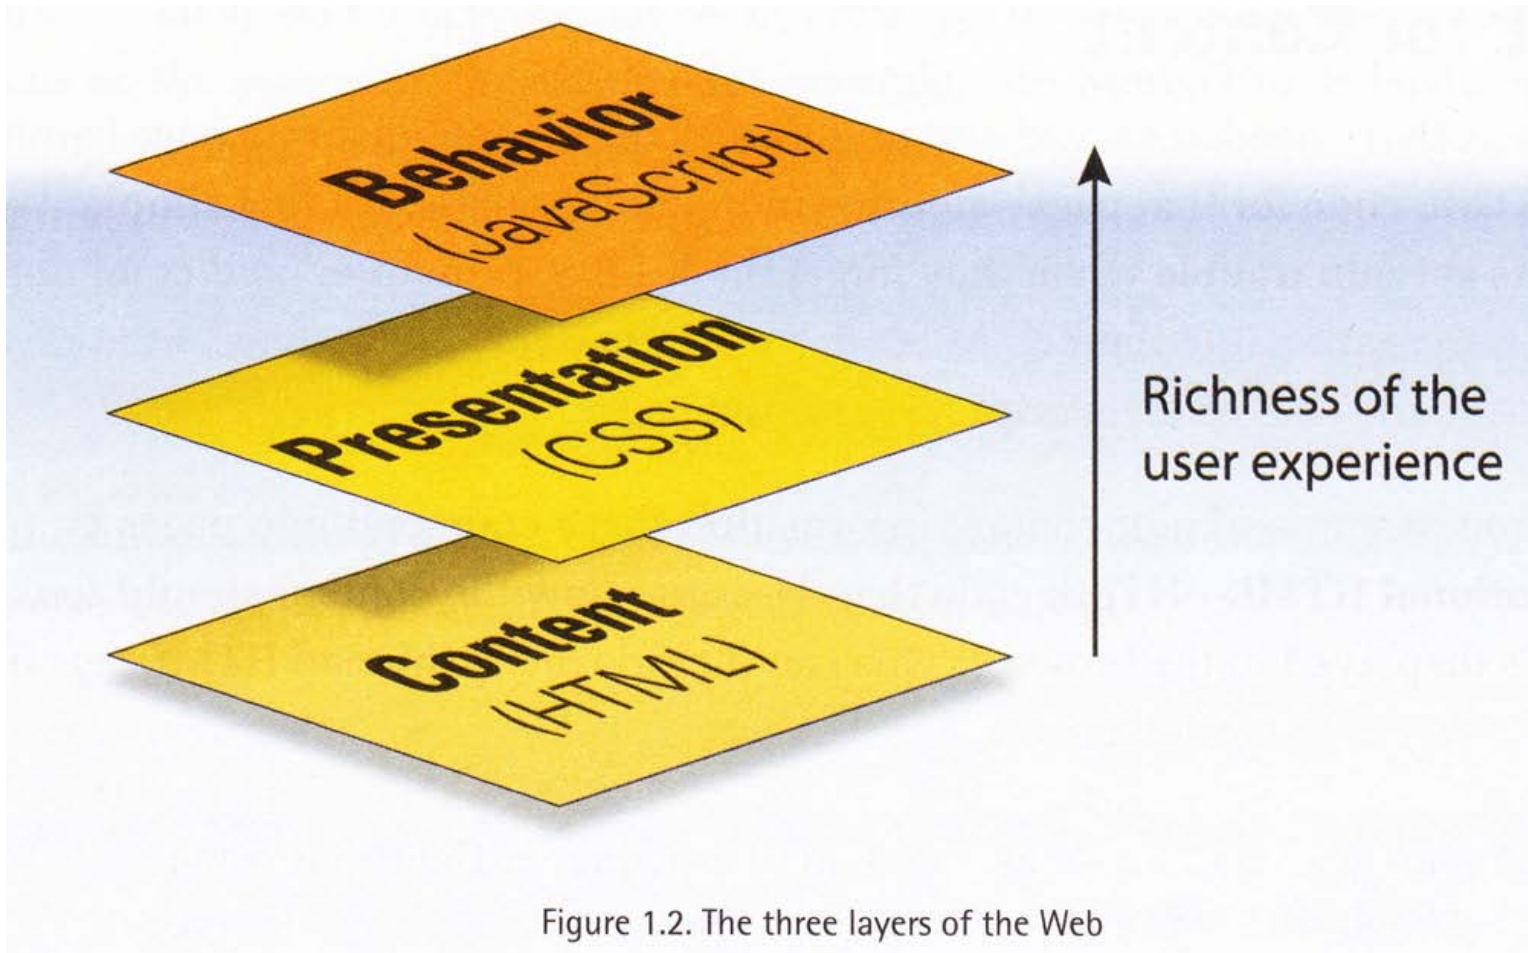 Behavior
(JavaScript)
Presentation
(CSS)
Content
(HTML)
Richness of the
user experience
Figure 1.2. The three layers of the Web